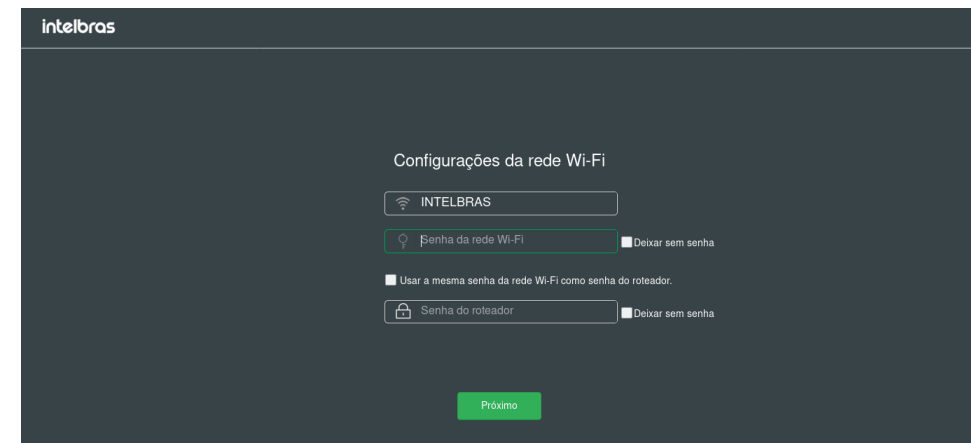 intelbras
Configurações da rede Wi-Fi
INTELBRAS
Senha da rede Wi-Fi
Deixar sem senha
Usar a mesma senha da rede Wi-Fi como senha do roteador.
Senha do roteador
Deixar sem senha
Próximo